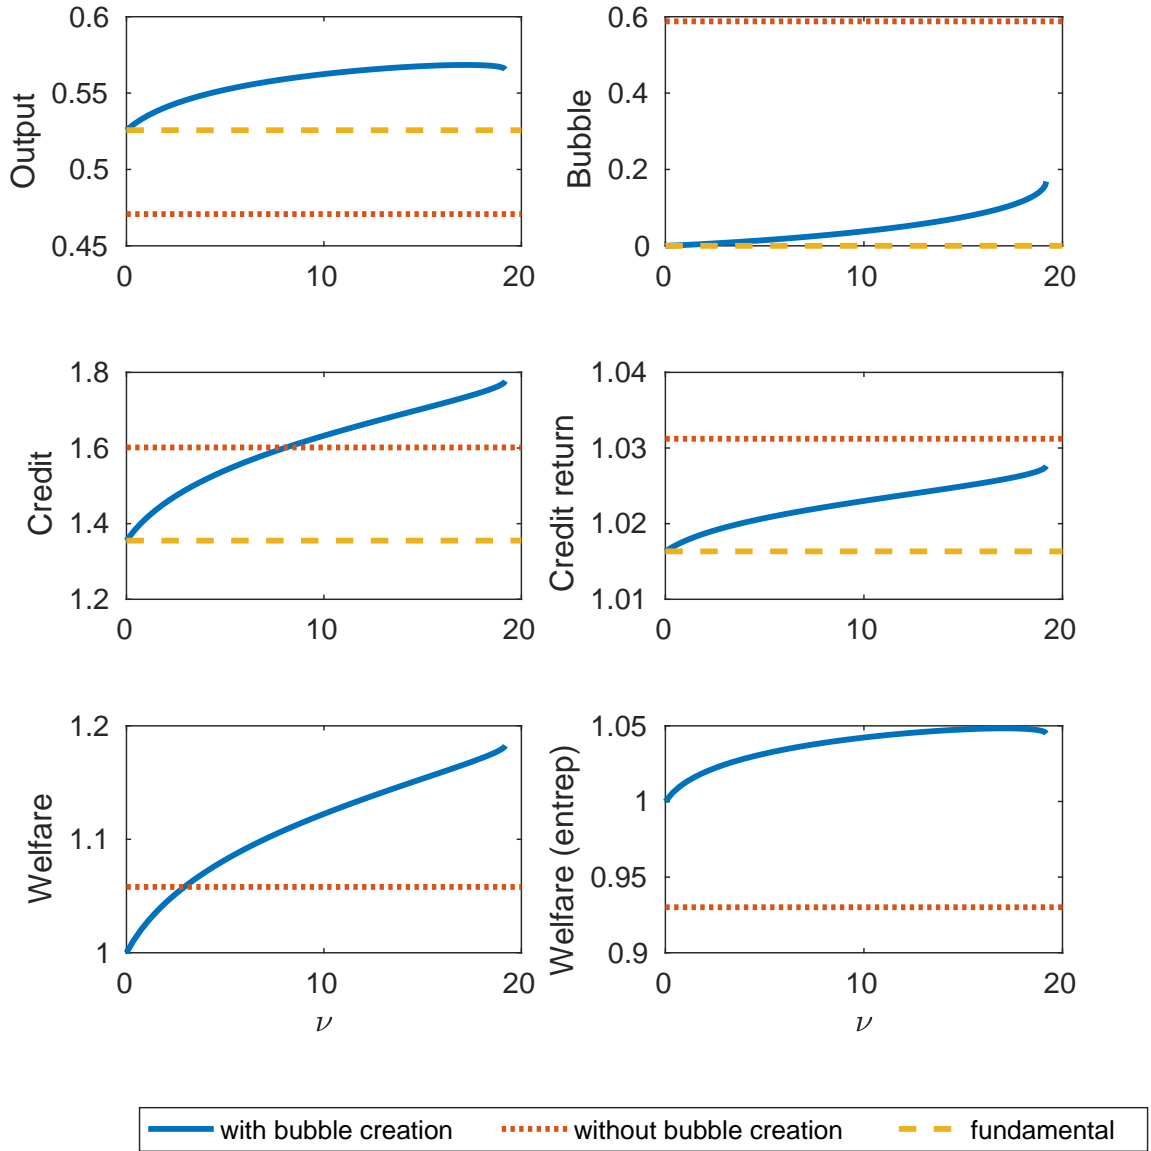 0.6
0.55
0.5
0.45
Output
0 10 20
0.6
0.4
0.2
0
Bubble
0 10 20
1.8
1.6
1.4
1.2
Credit
0 10 20
1.04
1.03
1.02
1.01
Credit return
0 10 20
1.2
1.1
1
Welfare
0 10 20
ν
1.05
1
0.95
0.9
Welfare (entrep)
0 10 20
ν
with bubble creation without bubble creation fundamental